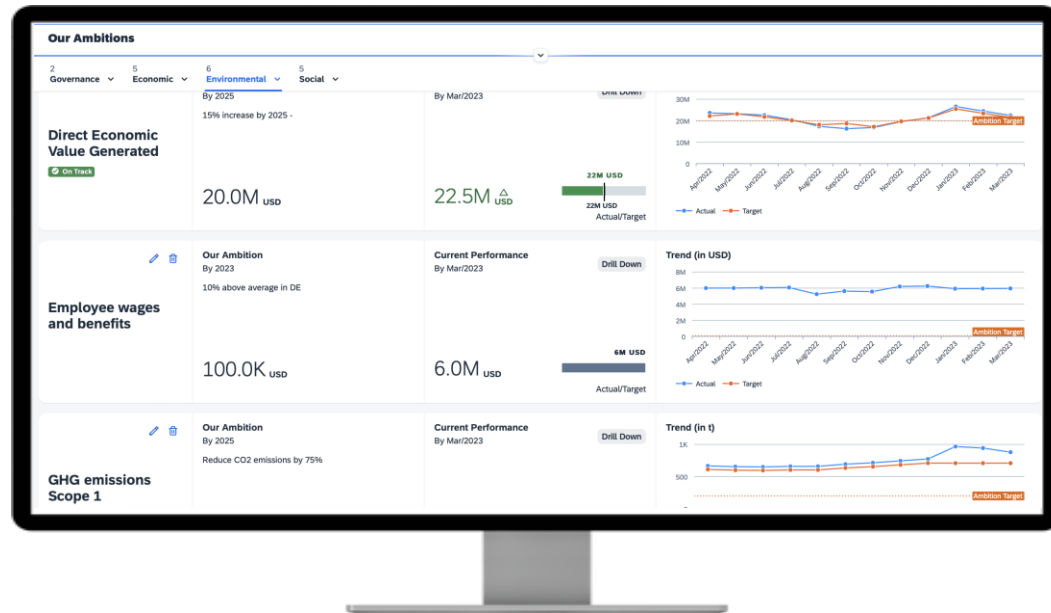 Our Ambitions
2
Governance
5
Economic
6
Environmental
5
Social
By 2025
15% increase by 2025 -
Direct Economic
Value Generated
On Track
20.0M USD
By Mar/2023
Drill Down
22.5M USD
22M USD
22M USD
Actual/Target
30M
20M
10M
0
Ambition Target
Apr/2022
May/2022
Jun/2022
Jul/2022
Aug/2022
Sep/2022
Oct/2022
Nov/2022
Dec/2022
Jan/2023
Feb/2023
Mar/2023
Actual
Target
Employee wages
and benefits
Our Ambition
By 2023
10% above average in DE
100.0K USD
Current Performance
By Mar/2023
Drill Down
6.0M USD
6M USD
Actual/Target
Trend (in USD)
8M
6M
4M
2M
0
Ambition Target
Apr/2022
May/2022
Jun/2022
Jul/2022
Aug/2022
Sep/2022
Oct/2022
Nov/2022
Dec/2022
Jan/2023
Feb/2023
Mar/2023
Actual
Target
GHG emissions
Scope 1
Our Ambition
By 2025
Reduce CO2 emissions by 75%
Current Performance
By Mar/2023
Drill Down
Trend (in t)
1K
500
Ambition Target